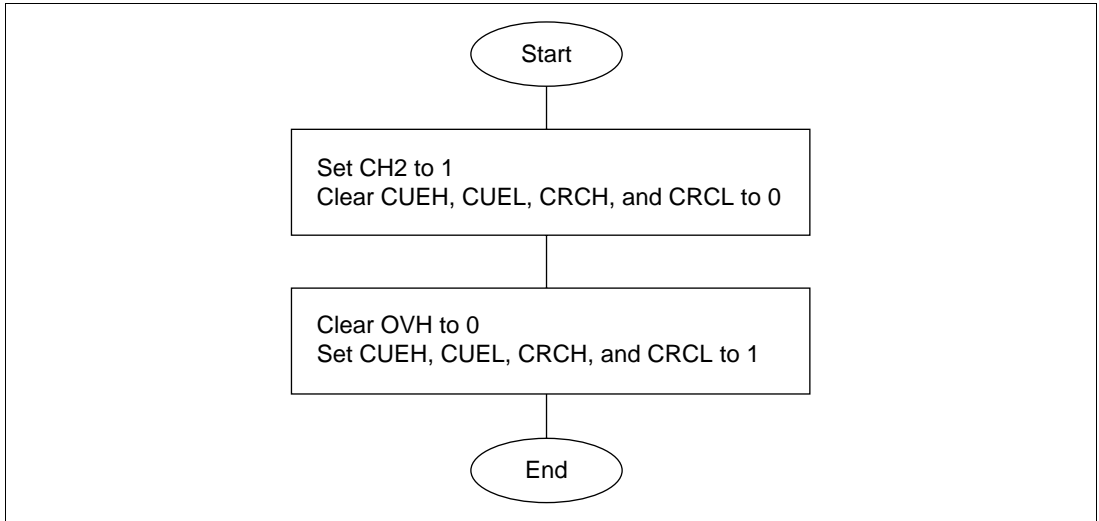 Start
Set CH2 to 1
Clear CUEH, CUEL, CRCH, and CRCL to 0
Clear OVH to 0
Set CUEH, CUEL, CRCH, and CRCL to 1
End